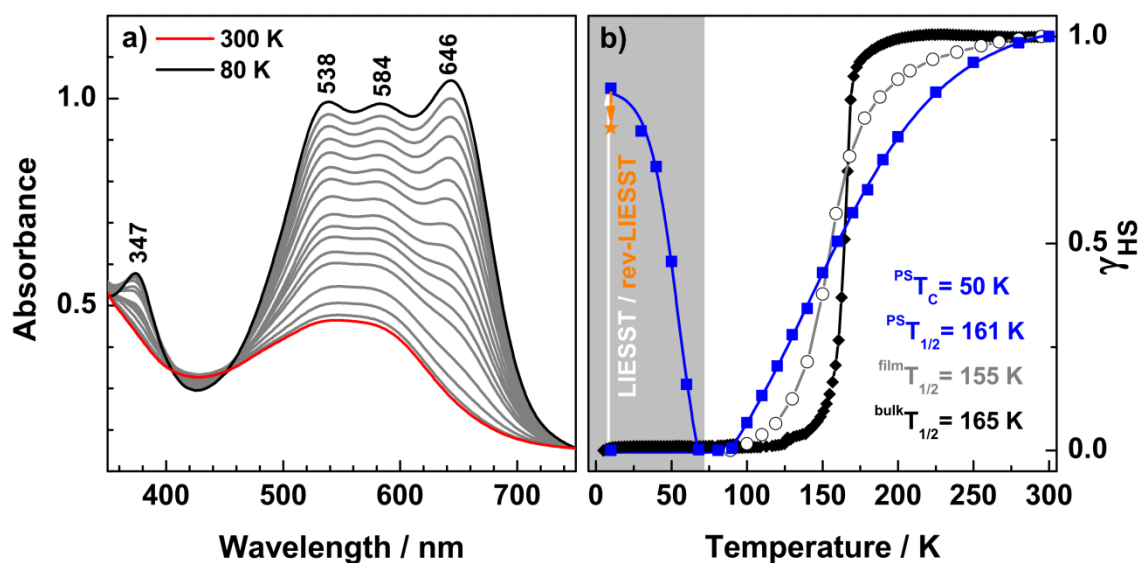 a)
300 K
80 K
347
538
584
646
1.0
0.5
Absorbance
400
500
600
700
Wavelength / nm
b)
LIESST / rev-LIESST
PST_C = 50 K
PST_1/2 = 161 K
filmT_1/2 = 155 K
bulkT_1/2 = 165 K
1.0
0.5
0.0
γHS
0
50
100
150
200
250
300
Temperature / K